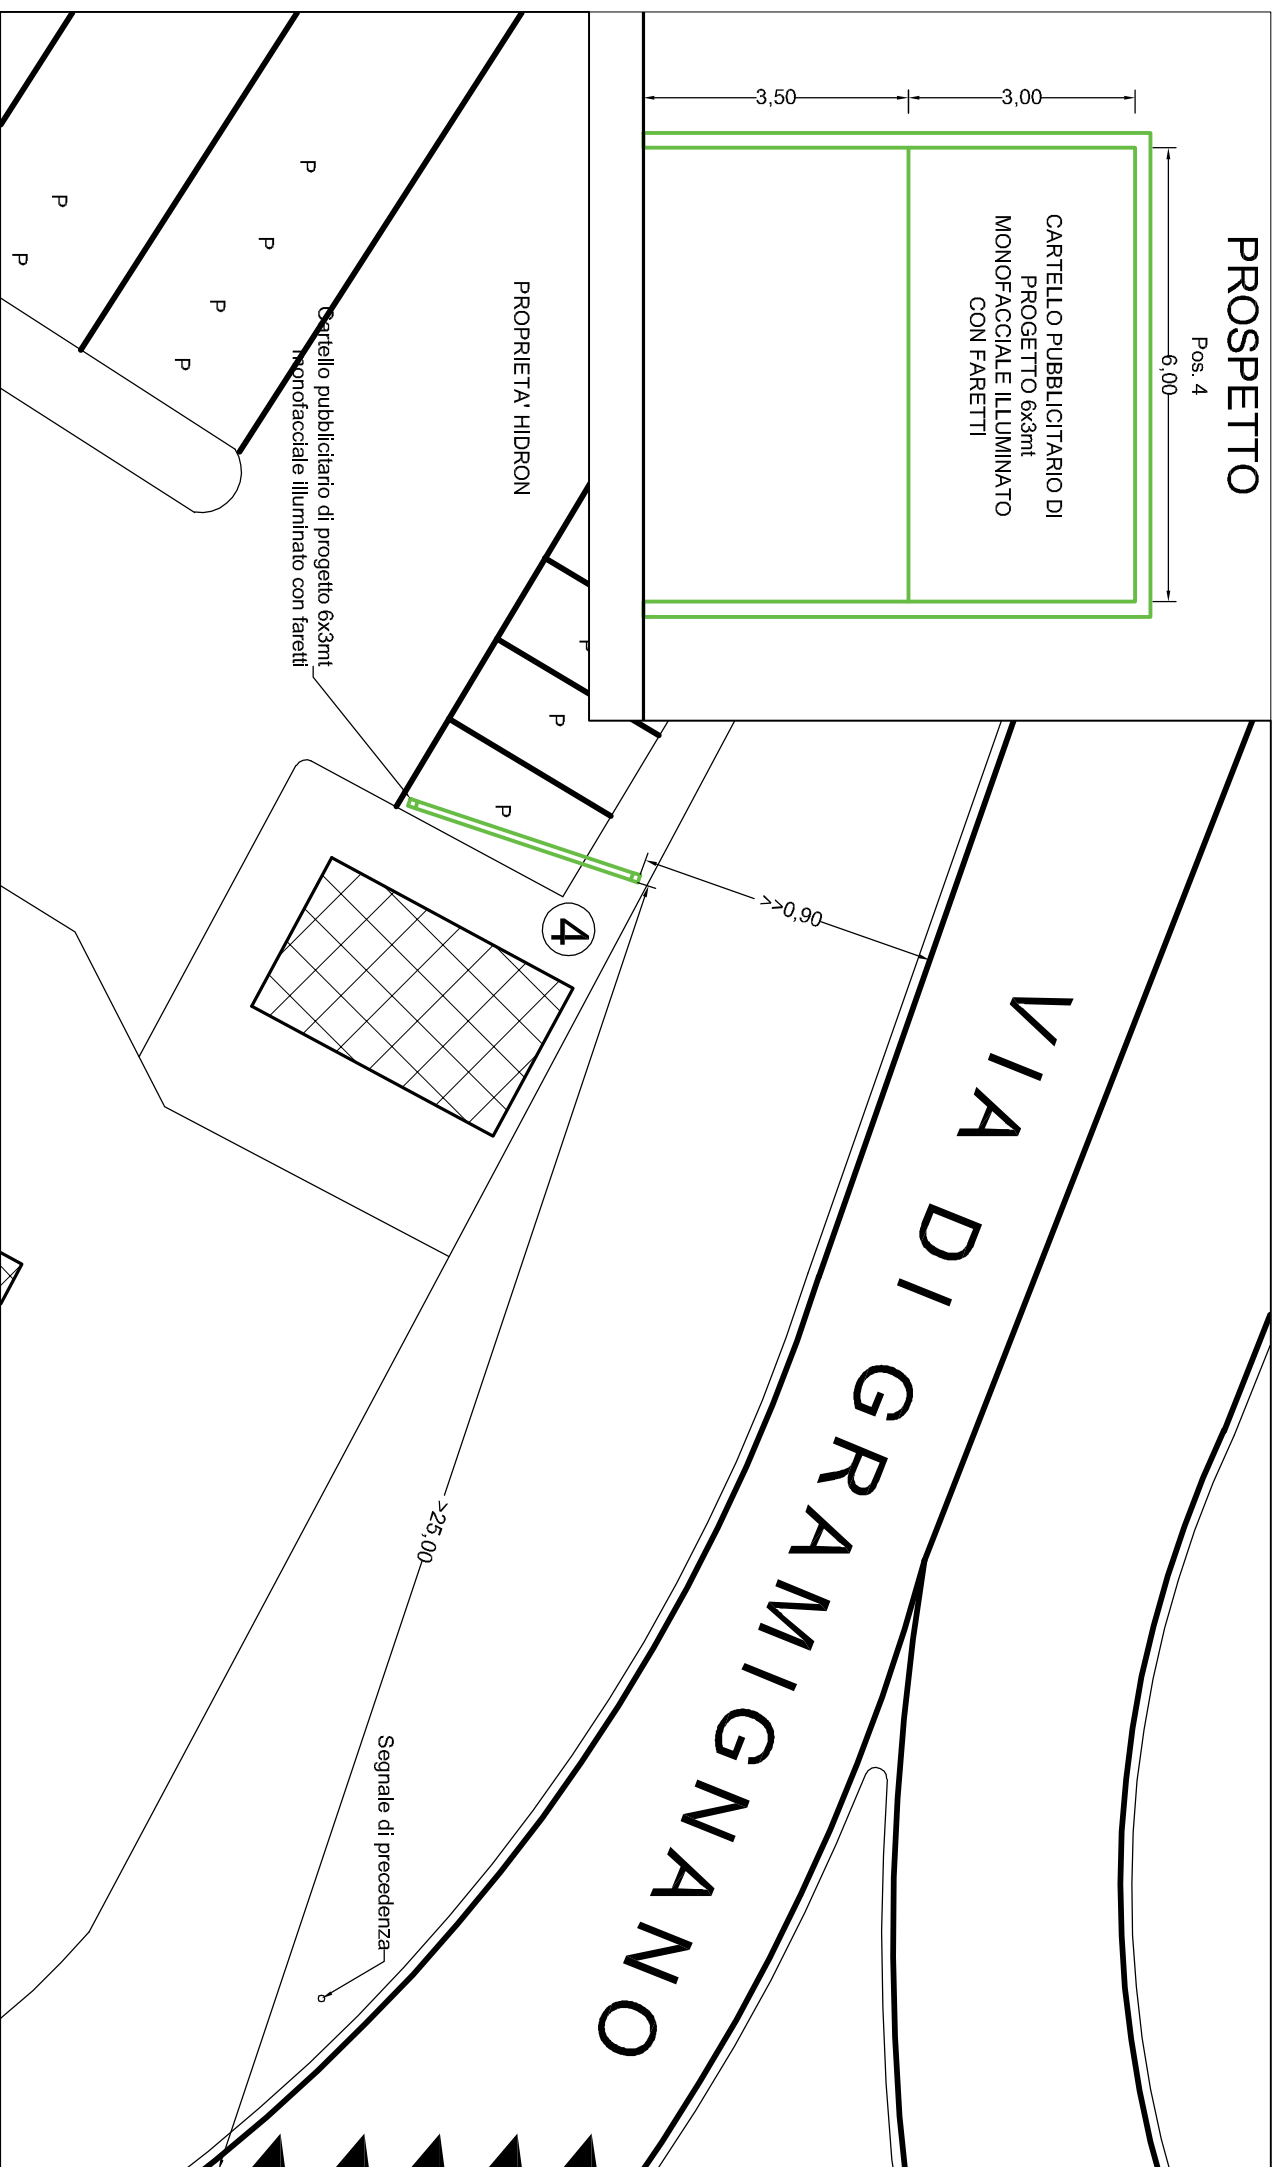 PROSPETTO
Pos. 4
6,00
3,00
3,50
CARTELLO PUBBLICITARIO DI
PROGETTO 6x3mt
MONOFACCIALE ILLUMINATO
CON FARETTI
PROPRIETA' HIDRON
Cartello pubblicitario di progetto 6x3mt
monofacciale illuminato con faretti
P
P
P
P
P
P
P
P
P
4
>>0,90
VIA DI GRAMIGNANO
>25,00
Segnale di precedenza